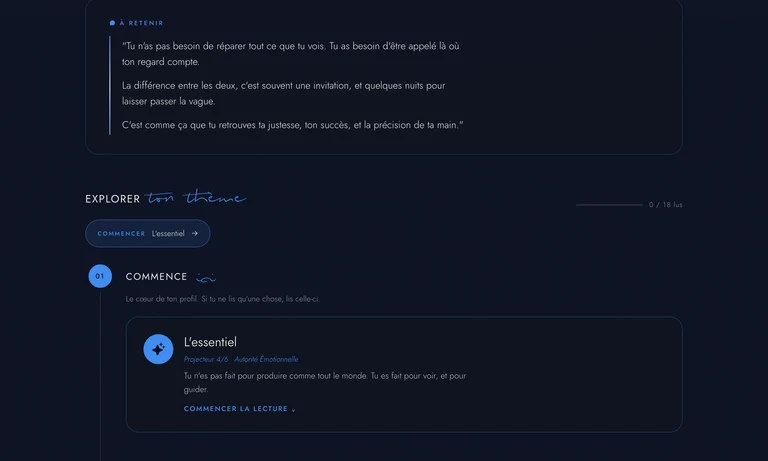 À RETENIR
"Tu n'as pas besoin de réparer tout ce que tu vois. Tu as besoin d'être appelé là où
ton regard compte.
La différence entre les deux, c'est souvent une invitation, et quelques nuits pour
laisser passer la vague.
C'est comme ça que tu retrouves ta justesse, ton succès, et la précision de ta main."
EXPLORER ton thème
0 / 18 lus
COMMENCER L'essentiel →
01 COMMENCE ici
Le cœur de ton profil. Si tu ne lis qu'une chose, lis celle-ci.
L'essentiel
Projecteur 4/6 · Autorité Émotionnelle
Tu n'es pas fait pour produire comme tout le monde. Tu es fait pour voir, et pour
guider.
COMMENCER LA LECTURE